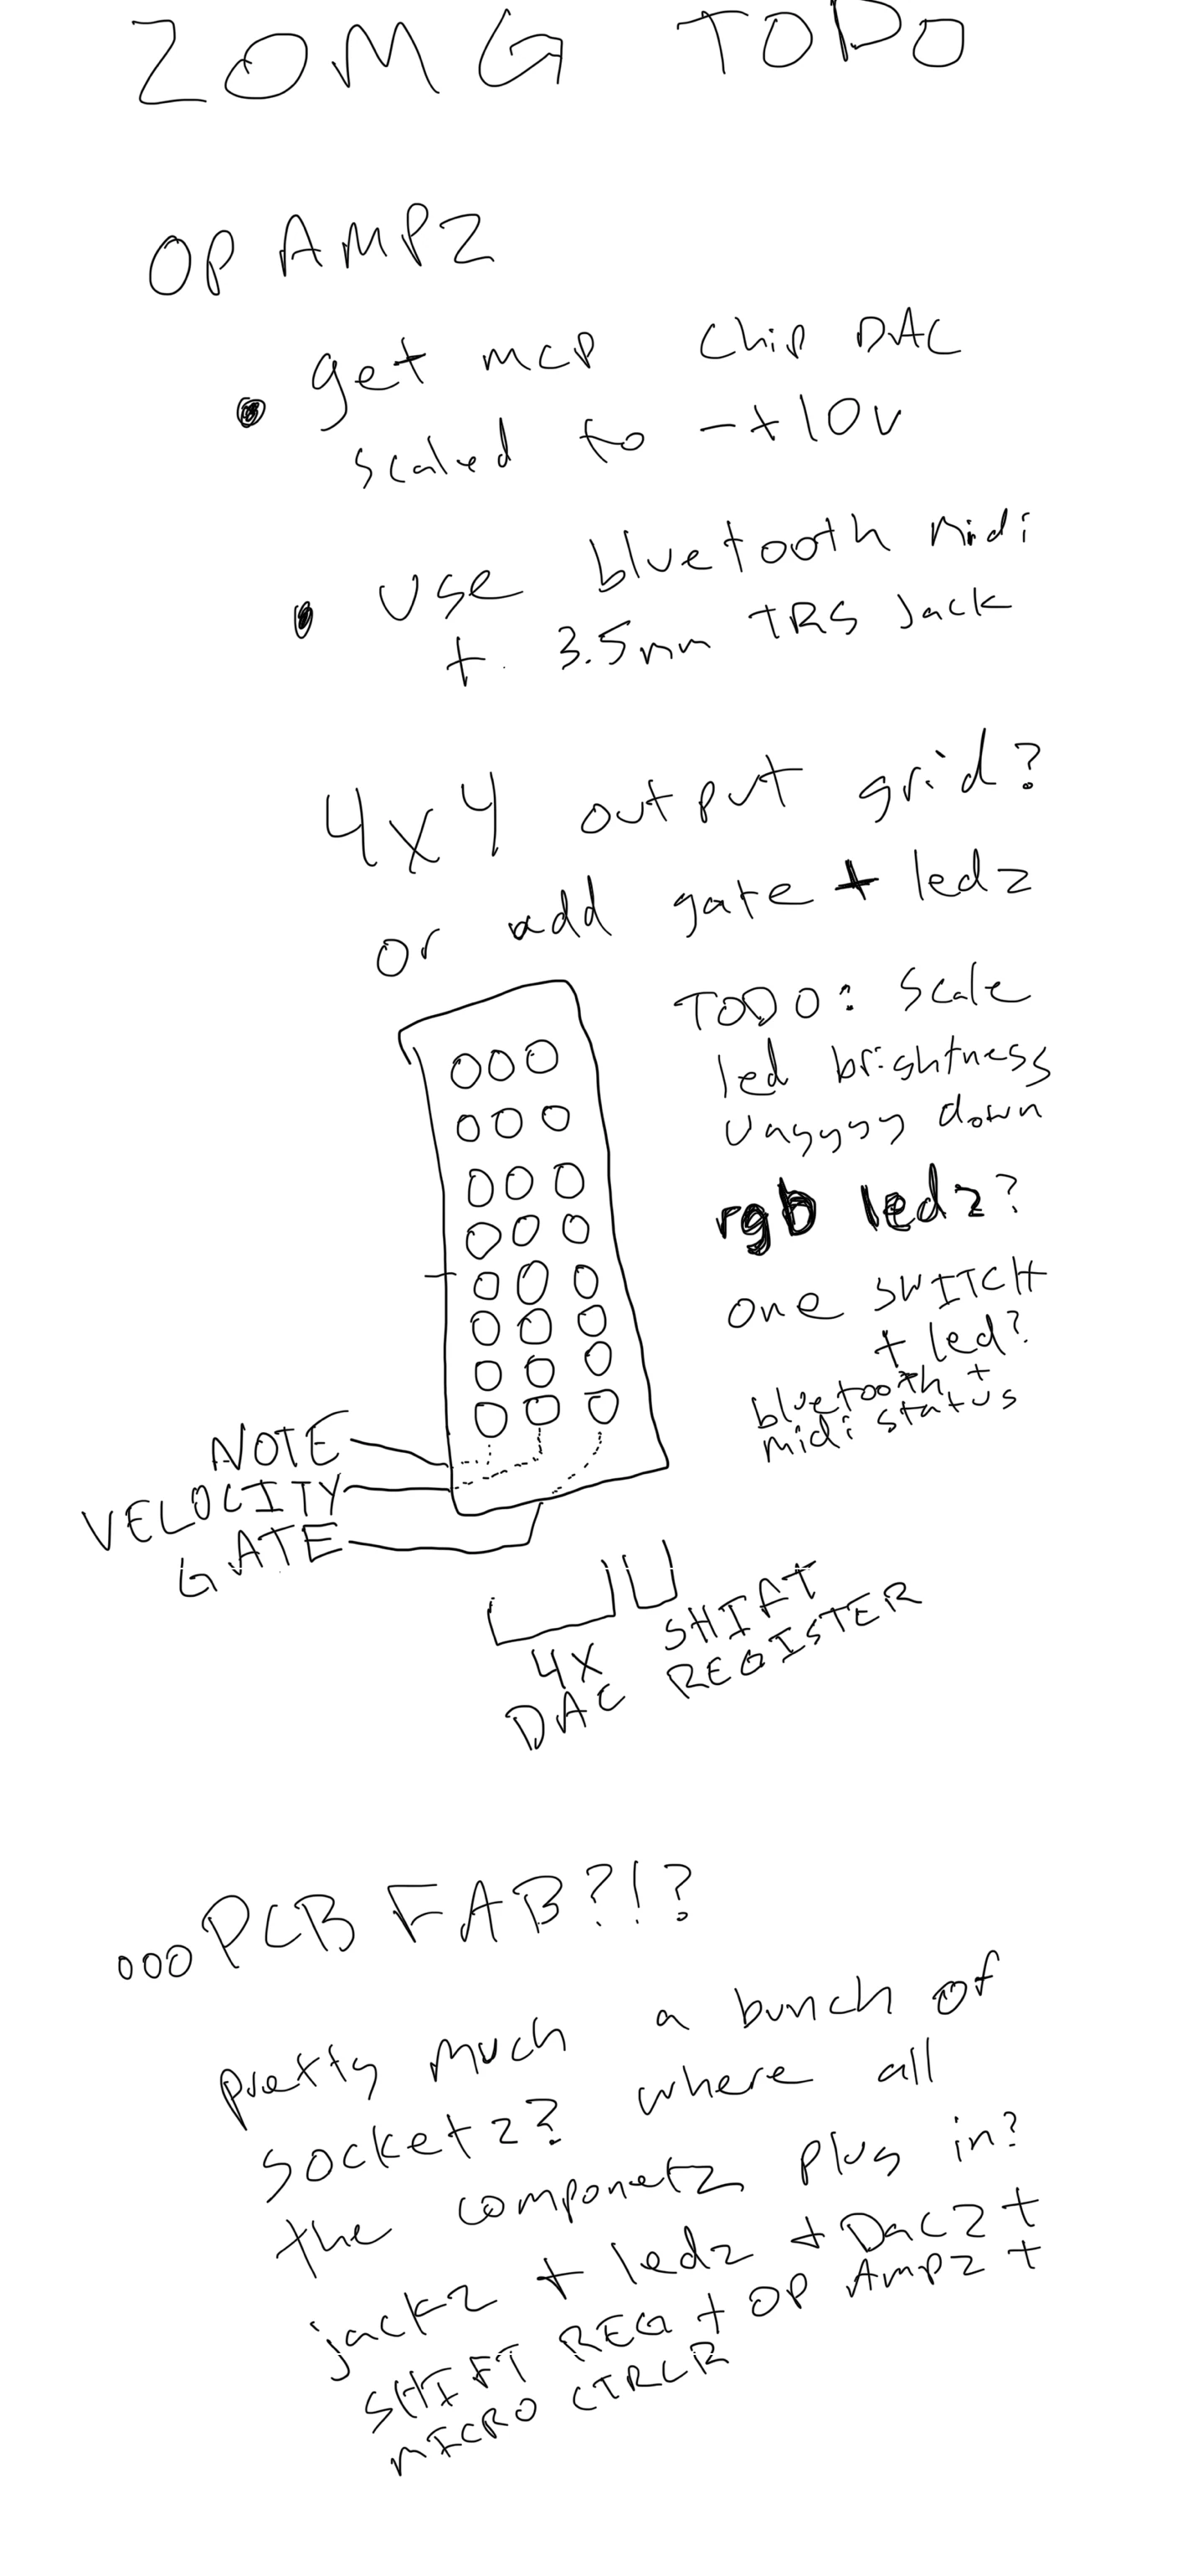 ZOMG TODO
OP AMPZ
• get mcp chip DAC
scaled to -+10v
• use bluetooth midi
+ 3.5mm TRS Jack
4x4 output grid?
or add gate + ledz
TODO: scale
led brightness
vayyyy down
rgb ledz?
one SWITCH
+ led?
bluetooth +
midi status
NOTE
VELOCITY
GATE
4X
DAC
SHIFT
REGISTER
...PCB FAB?!?
pretty much a bunch of
socketz? where all
the componetz plug in?
jackz + ledz + Dacz +
SHIFT REG + OP Ampz +
MICRO CTRLR